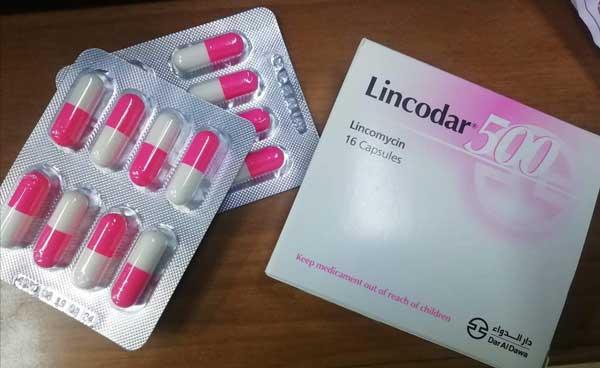 Lincodar® 500
Lincomycin
16 Capsules
Keep medicament out of reach of children
دار الدواء
Dar Al Dawa